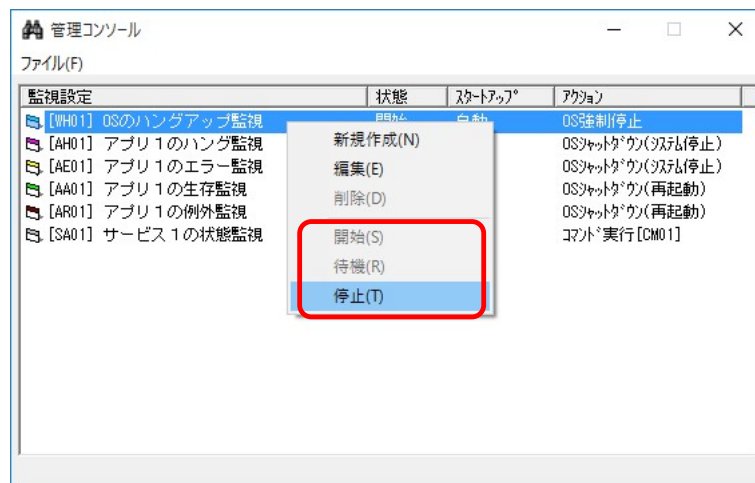 管理コンソール
ファイル(F)
監視設定 状態 ｽﾀｰﾄｱｯﾌﾟ ｱｸｼｮﾝ
[WH01] OSのハングアップ監視 開始 自動 OS強制停止
[AH01] アプリ1のハング監視 OSｼｬｯﾄﾀﾞｳﾝ(ｼｽﾃﾑ停止)
[AE01] アプリ1のエラー監視 OSｼｬｯﾄﾀﾞｳﾝ(ｼｽﾃﾑ停止)
[AA01] アプリ1の生存監視 OSｼｬｯﾄﾀﾞｳﾝ(再起動)
[AR01] アプリ1の例外監視 OSｼｬｯﾄﾀﾞｳﾝ(再起動)
[SA01] サービス1の状態監視 ｺﾏﾝﾄﾞ実行[CM01]
新規作成(N)
編集(E)
削除(D)
開始(S)
待機(R)
停止(T)